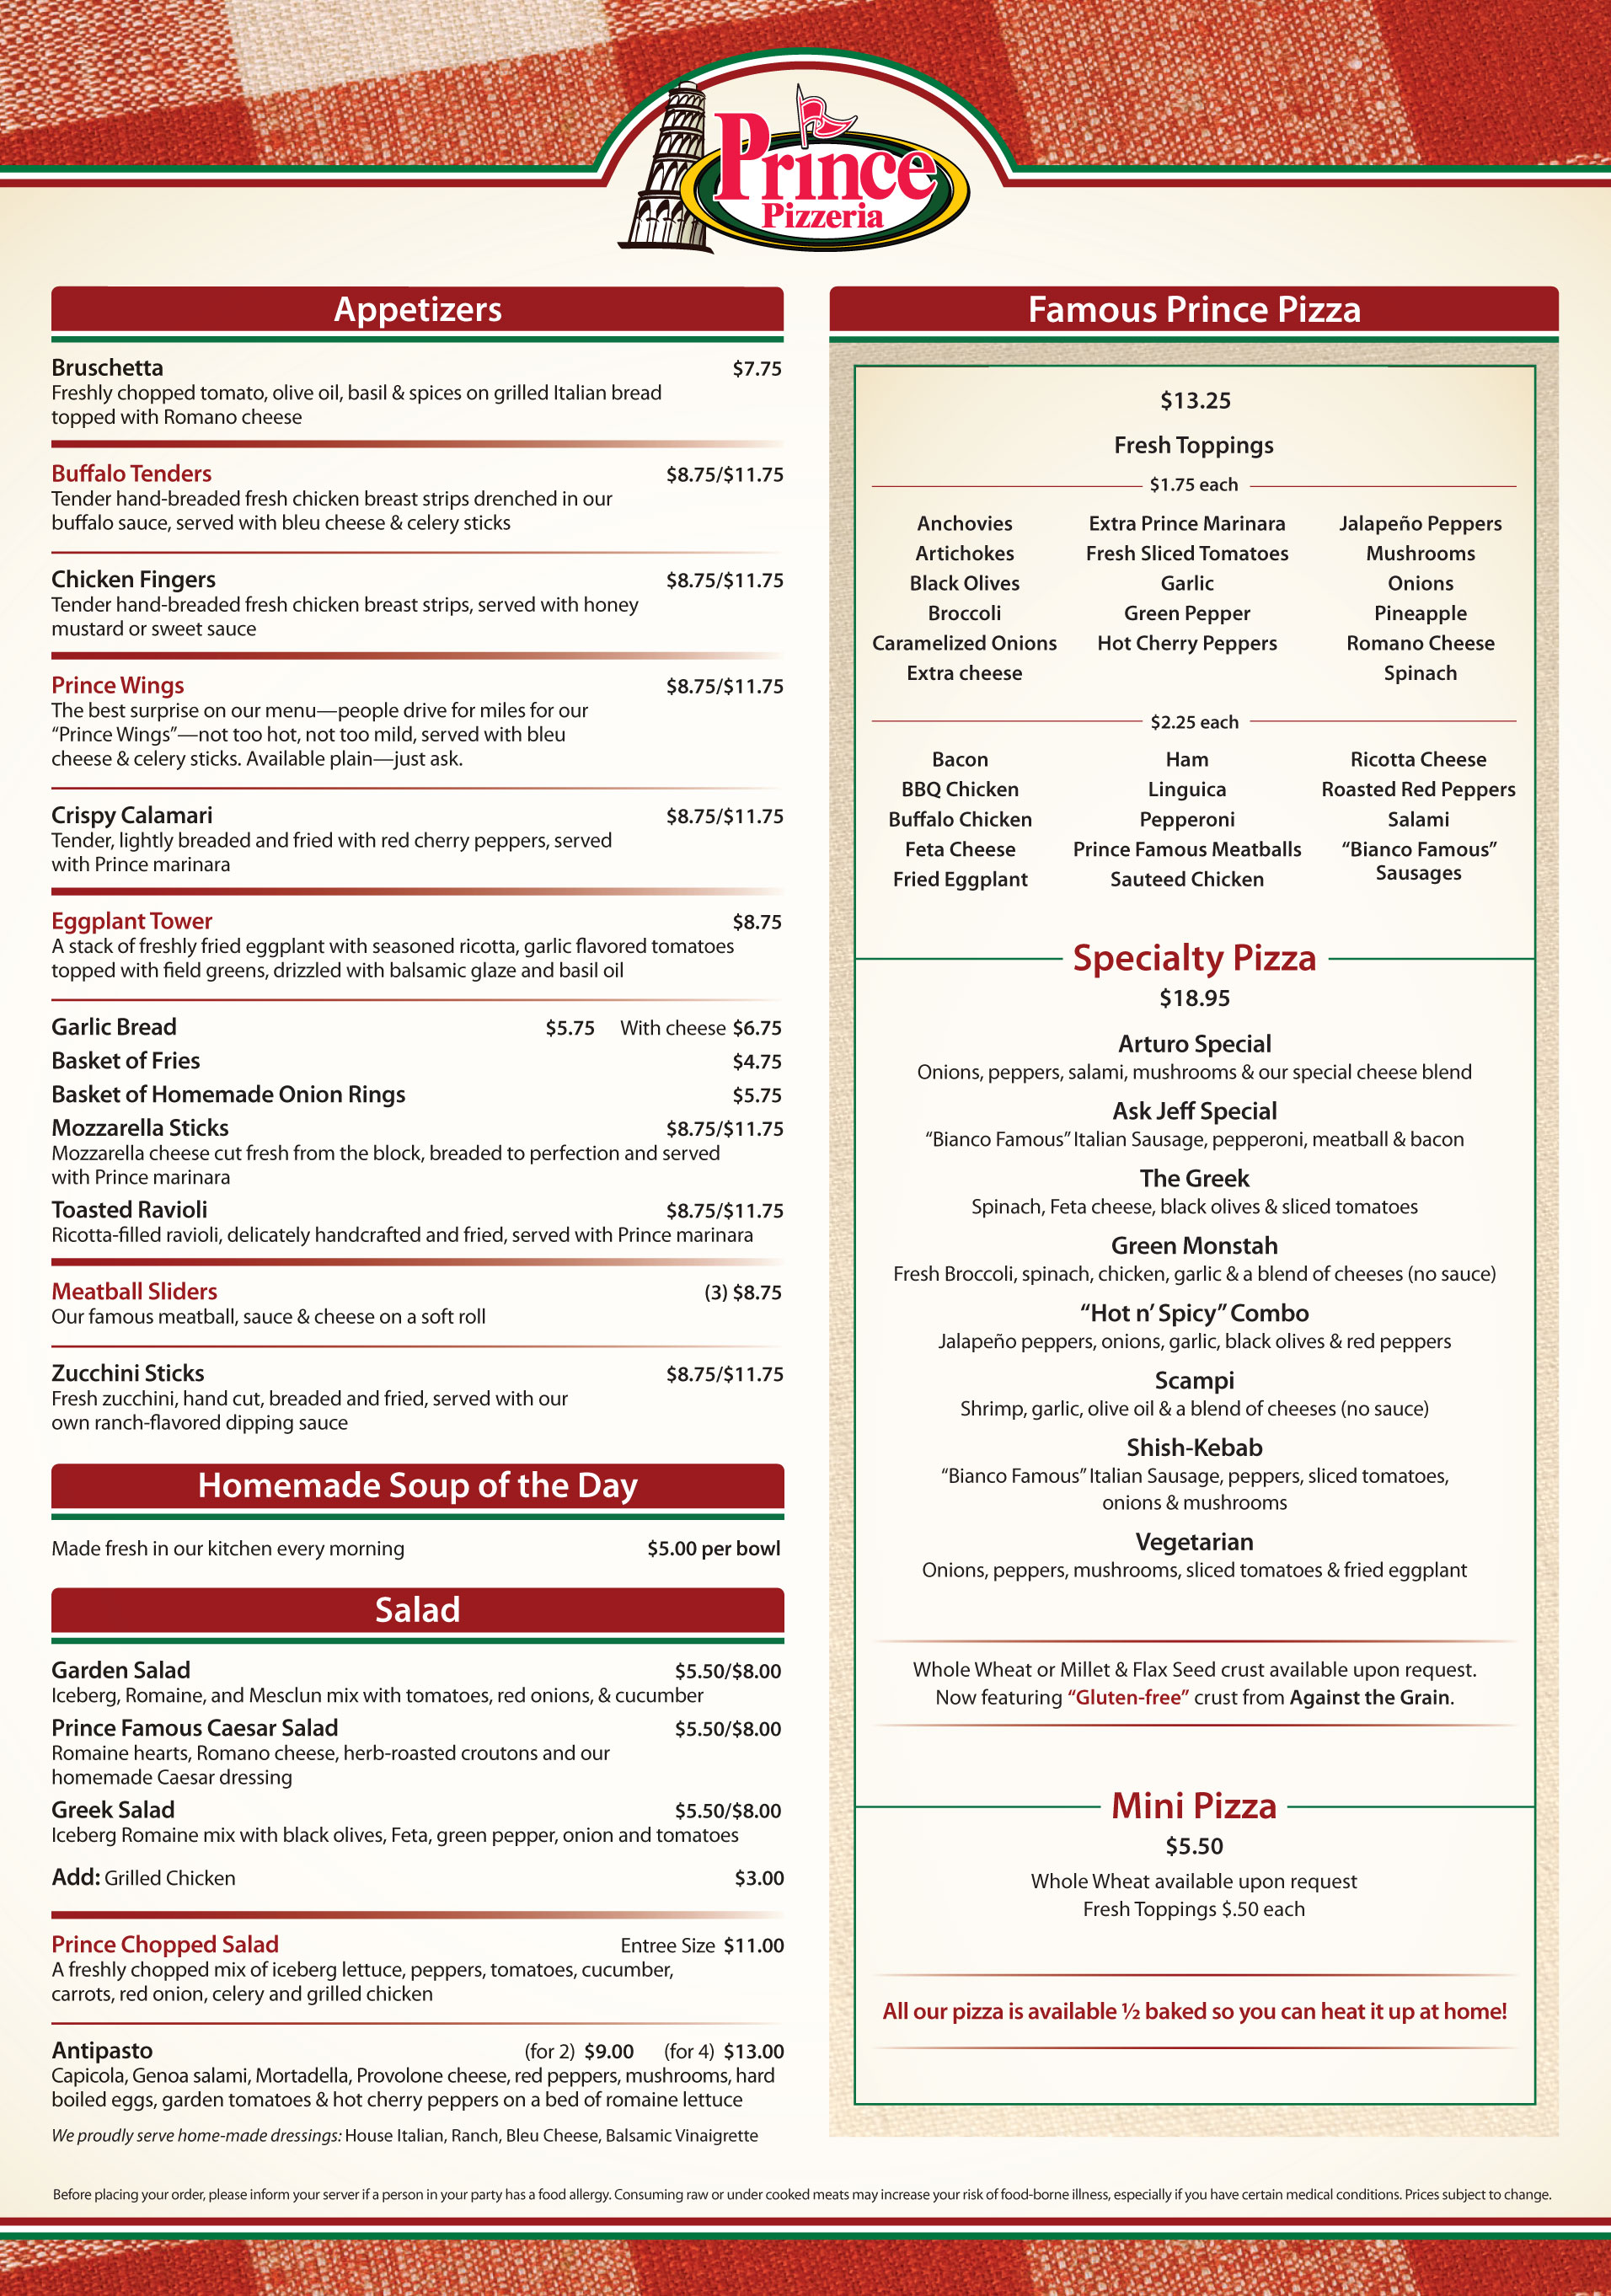 Prince
Pizzeria
Appetizers
Bruschetta $7.75
Freshly chopped tomato, olive oil, basil & spices on grilled Italian bread
topped with Romano cheese
Buffalo Tenders $8.75/$11.75
Tender hand-breaded fresh chicken breast strips drenched in our
buffalo sauce, served with bleu cheese & celery sticks
Chicken Fingers $8.75/$11.75
Tender hand-breaded fresh chicken breast strips, served with honey
mustard or sweet sauce
Prince Wings $8.75/$11.75
The best surprise on our menu—people drive for miles for our
“Prince Wings”—not too hot, not too mild, served with bleu
cheese & celery sticks. Available plain—just ask.
Crispy Calamari $8.75/$11.75
Tender, lightly breaded and fried with red cherry peppers, served
with Prince marinara
Eggplant Tower $8.75
A stack of freshly fried eggplant with seasoned ricotta, garlic flavored tomatoes
topped with field greens, drizzled with balsamic glaze and basil oil
Garlic Bread $5.75 With cheese $6.75
Basket of Fries $4.75
Basket of Homemade Onion Rings $5.75
Mozzarella Sticks $8.75/$11.75
Mozzarella cheese cut fresh from the block, breaded to perfection and served
with Prince marinara
Toasted Ravioli $8.75/$11.75
Ricotta-filled ravioli, delicately handcrafted and fried, served with Prince marinara
Meatball Sliders (3) $8.75
Our famous meatball, sauce & cheese on a soft roll
Zucchini Sticks $8.75/$11.75
Fresh zucchini, hand cut, breaded and fried, served with our
own ranch-flavored dipping sauce
Homemade Soup of the Day
Made fresh in our kitchen every morning $5.00 per bowl
Salad
Garden Salad $5.50/$8.00
Iceberg, Romaine, and Mesclun mix with tomatoes, red onions, & cucumber
Prince Famous Caesar Salad $5.50/$8.00
Romaine hearts, Romano cheese, herb-roasted croutons and our
homemade Caesar dressing
Greek Salad $5.50/$8.00
Iceberg Romaine mix with black olives, Feta, green pepper, onion and tomatoes
Add: Grilled Chicken $3.00
Prince Chopped Salad Entree Size $11.00
A freshly chopped mix of iceberg lettuce, peppers, tomatoes, cucumber,
carrots, red onion, celery and grilled chicken
Antipasto (for 2) $9.00 (for 4) $13.00
Capicola, Genoa salami, Mortadella, Provolone cheese, red peppers, mushrooms, hard
boiled eggs, garden tomatoes & hot cherry peppers on a bed of romaine lettuce
We proudly serve home-made dressings: House Italian, Ranch, Bleu Cheese, Balsamic Vinaigrette
Famous Prince Pizza
$13.25
Fresh Toppings
$1.75 each
Anchovies Extra Prince Marinara Jalapeño Peppers
Artichokes Fresh Sliced Tomatoes Mushrooms
Black Olives Garlic Onions
Broccoli Green Pepper Pineapple
Caramelized Onions Hot Cherry Peppers Romano Cheese
Extra cheese Spinach
$2.25 each
Bacon Ham Ricotta Cheese
BBQ Chicken Linguica Roasted Red Peppers
Buffalo Chicken Pepperoni Salami
Feta Cheese Prince Famous Meatballs “Bianco Famous”
Fried Eggplant Sauteed Chicken Sausages
Specialty Pizza
$18.95
Arturo Special
Onions, peppers, salami, mushrooms & our special cheese blend
Ask Jeff Special
“Bianco Famous” Italian Sausage, pepperoni, meatball & bacon
The Greek
Spinach, Feta cheese, black olives & sliced tomatoes
Green Monstah
Fresh Broccoli, spinach, chicken, garlic & a blend of cheeses (no sauce)
“Hot n’ Spicy” Combo
Jalapeño peppers, onions, garlic, black olives & red peppers
Scampi
Shrimp, garlic, olive oil & a blend of cheeses (no sauce)
Shish-Kebab
“Bianco Famous” Italian Sausage, peppers, sliced tomatoes,
onions & mushrooms
Vegetarian
Onions, peppers, mushrooms, sliced tomatoes & fried eggplant
Whole Wheat or Millet & Flax Seed crust available upon request.
Now featuring “Gluten-free” crust from Against the Grain.
Mini Pizza
$5.50
Whole Wheat available upon request
Fresh Toppings $.50 each
All our pizza is available ½ baked so you can heat it up at home!
Before placing your order, please inform your server if a person in your party has a food allergy. Consuming raw or under cooked meats may increase your risk of food-borne illness, especially if you have certain medical conditions. Prices subject to change.